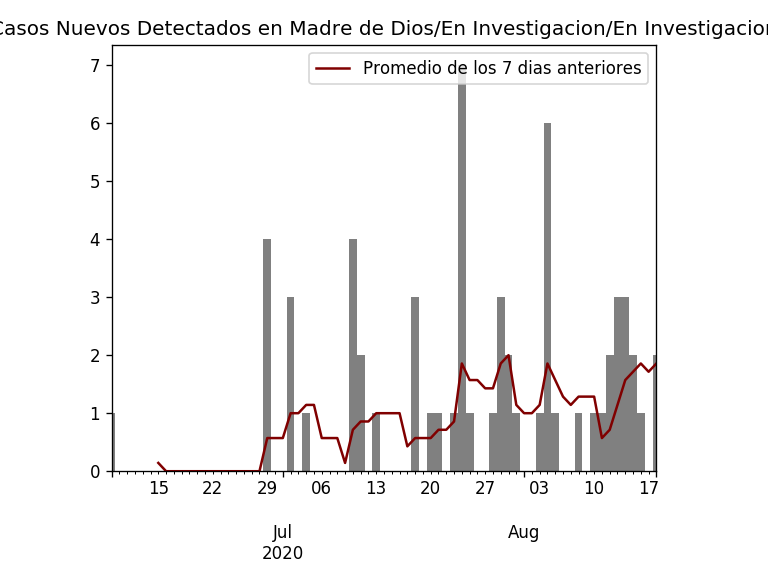 Casos Nuevos Detectados en Madre de Dios/En Investigacion/En Investigacion
Promedio de los 7 dias anteriores
7
6
5
4
3
2
1
0
15 22 29 06 13 20 27 03 10 17
Jul Aug
2020